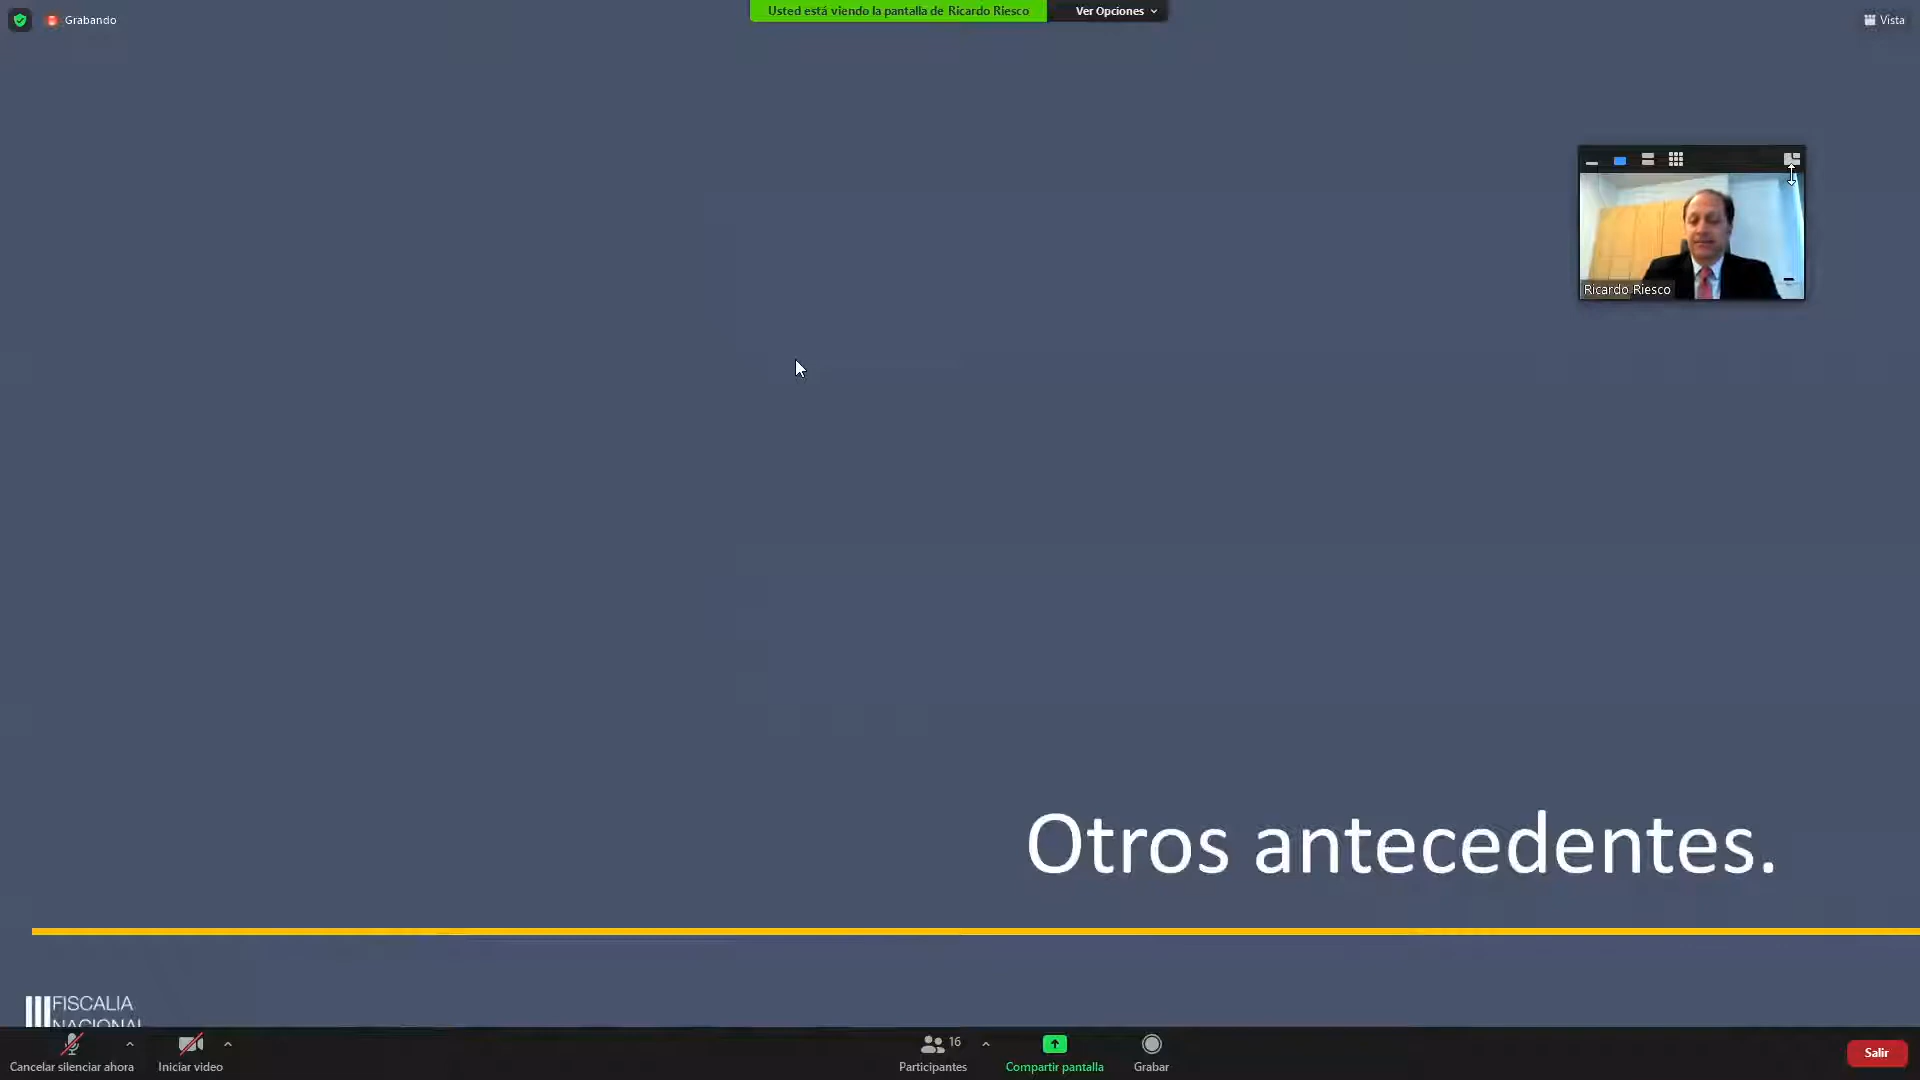 Grabando
Usted está viendo la pantalla de Ricardo Riesco
Ver Opciones
Vista
Ricardo Riesco
Otros antecedentes.
FISCALIA
NACIONAL
Cancelar silenciar ahora
Iniciar video
16
Participantes
Compartir pantalla
Grabar
Salir